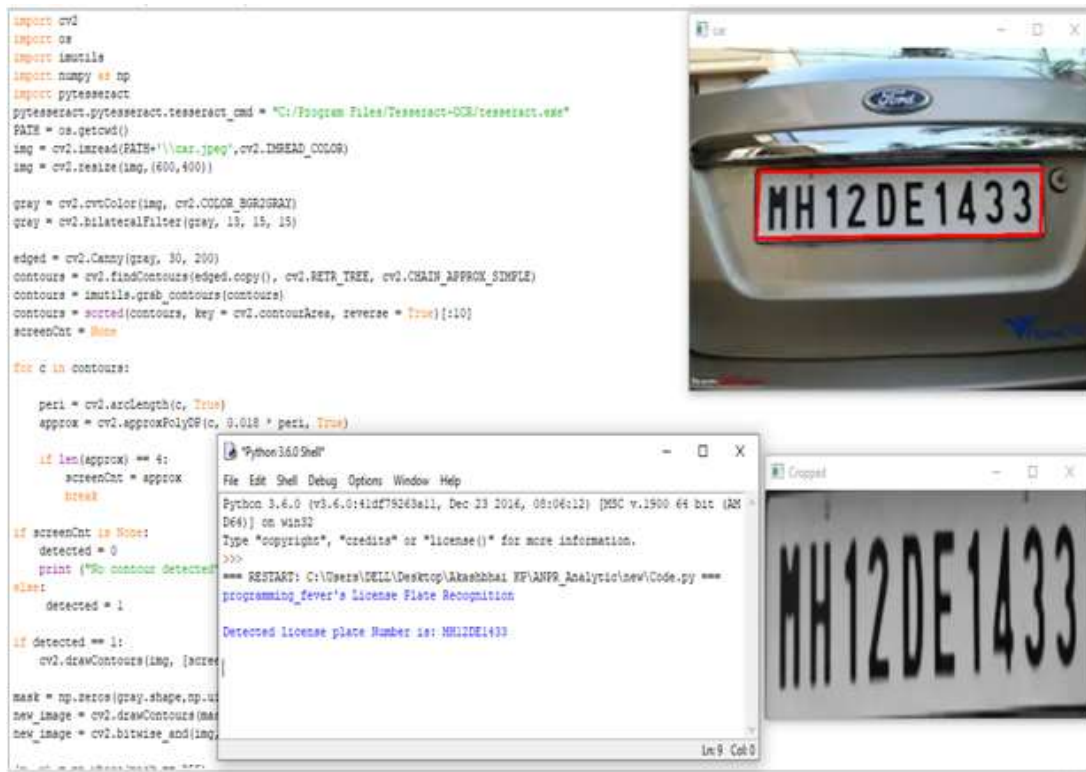 import cv2
import os
import imutils
import numpy as np
import pytesseract
pytesseract.pytesseract.tesseract_cmd = "C:/Program Files/Tesseract-OCR/tesseract.exe"
PATH = os.getcwd()
img = cv2.imread(PATH+'\\car.jpeg',cv2.IMREAD_COLOR)
img = cv2.resize(img,(600,400))
gray = cv2.cvtColor(img, cv2.COLOR_BGR2GRAY)
gray = cv2.bilateralFilter(gray, 13, 15, 15)
edged = cv2.Canny(gray, 30, 200)
contours = cv2.findContours(edged.copy(), cv2.RETR_TREE, cv2.CHAIN_APPROX_SIMPLE)
contours = imutils.grab_contours(contours)
contours = sorted(contours, key = cv2.contourArea, reverse = True)[:10]
screenCnt = None
for c in contours:
peri = cv2.arcLength(c, True)
approx = cv2.approxPolyDP(c, 0.018 * peri, True)
if len(approx) == 4:
screenCnt = approx
break
if screenCnt is None:
detected = 0
print ("No contour detected"
else:
detected = 1
if detected == 1:
cv2.drawContours(img, [scree
mask = np.zeros(gray.shape,np.ui
new_image = cv2.drawContours(mas
new_image = cv2.bitwise_and(img,
car
Ford
MH12DE1433
*Python 3.6.0 Shell*
File Edit Shell Debug Options Window Help
Python 3.6.0 (v3.6.0:41df79263a11, Dec 23 2016, 08:06:12) [MSC v.1900 64 bit (AM
D64)] on win32
Type "copyright", "credits" or "license()" for more information.
>>>
=== RESTART: C:\Users\DELL\Desktop\Akashbhai KP\ANPR_Analytic\new\Code.py ===
programming_fever's License Plate Recognition
Detected license plate Number is: MH12DE1433
Ln: 9 Col: 0
Cropped
MH12DE1433